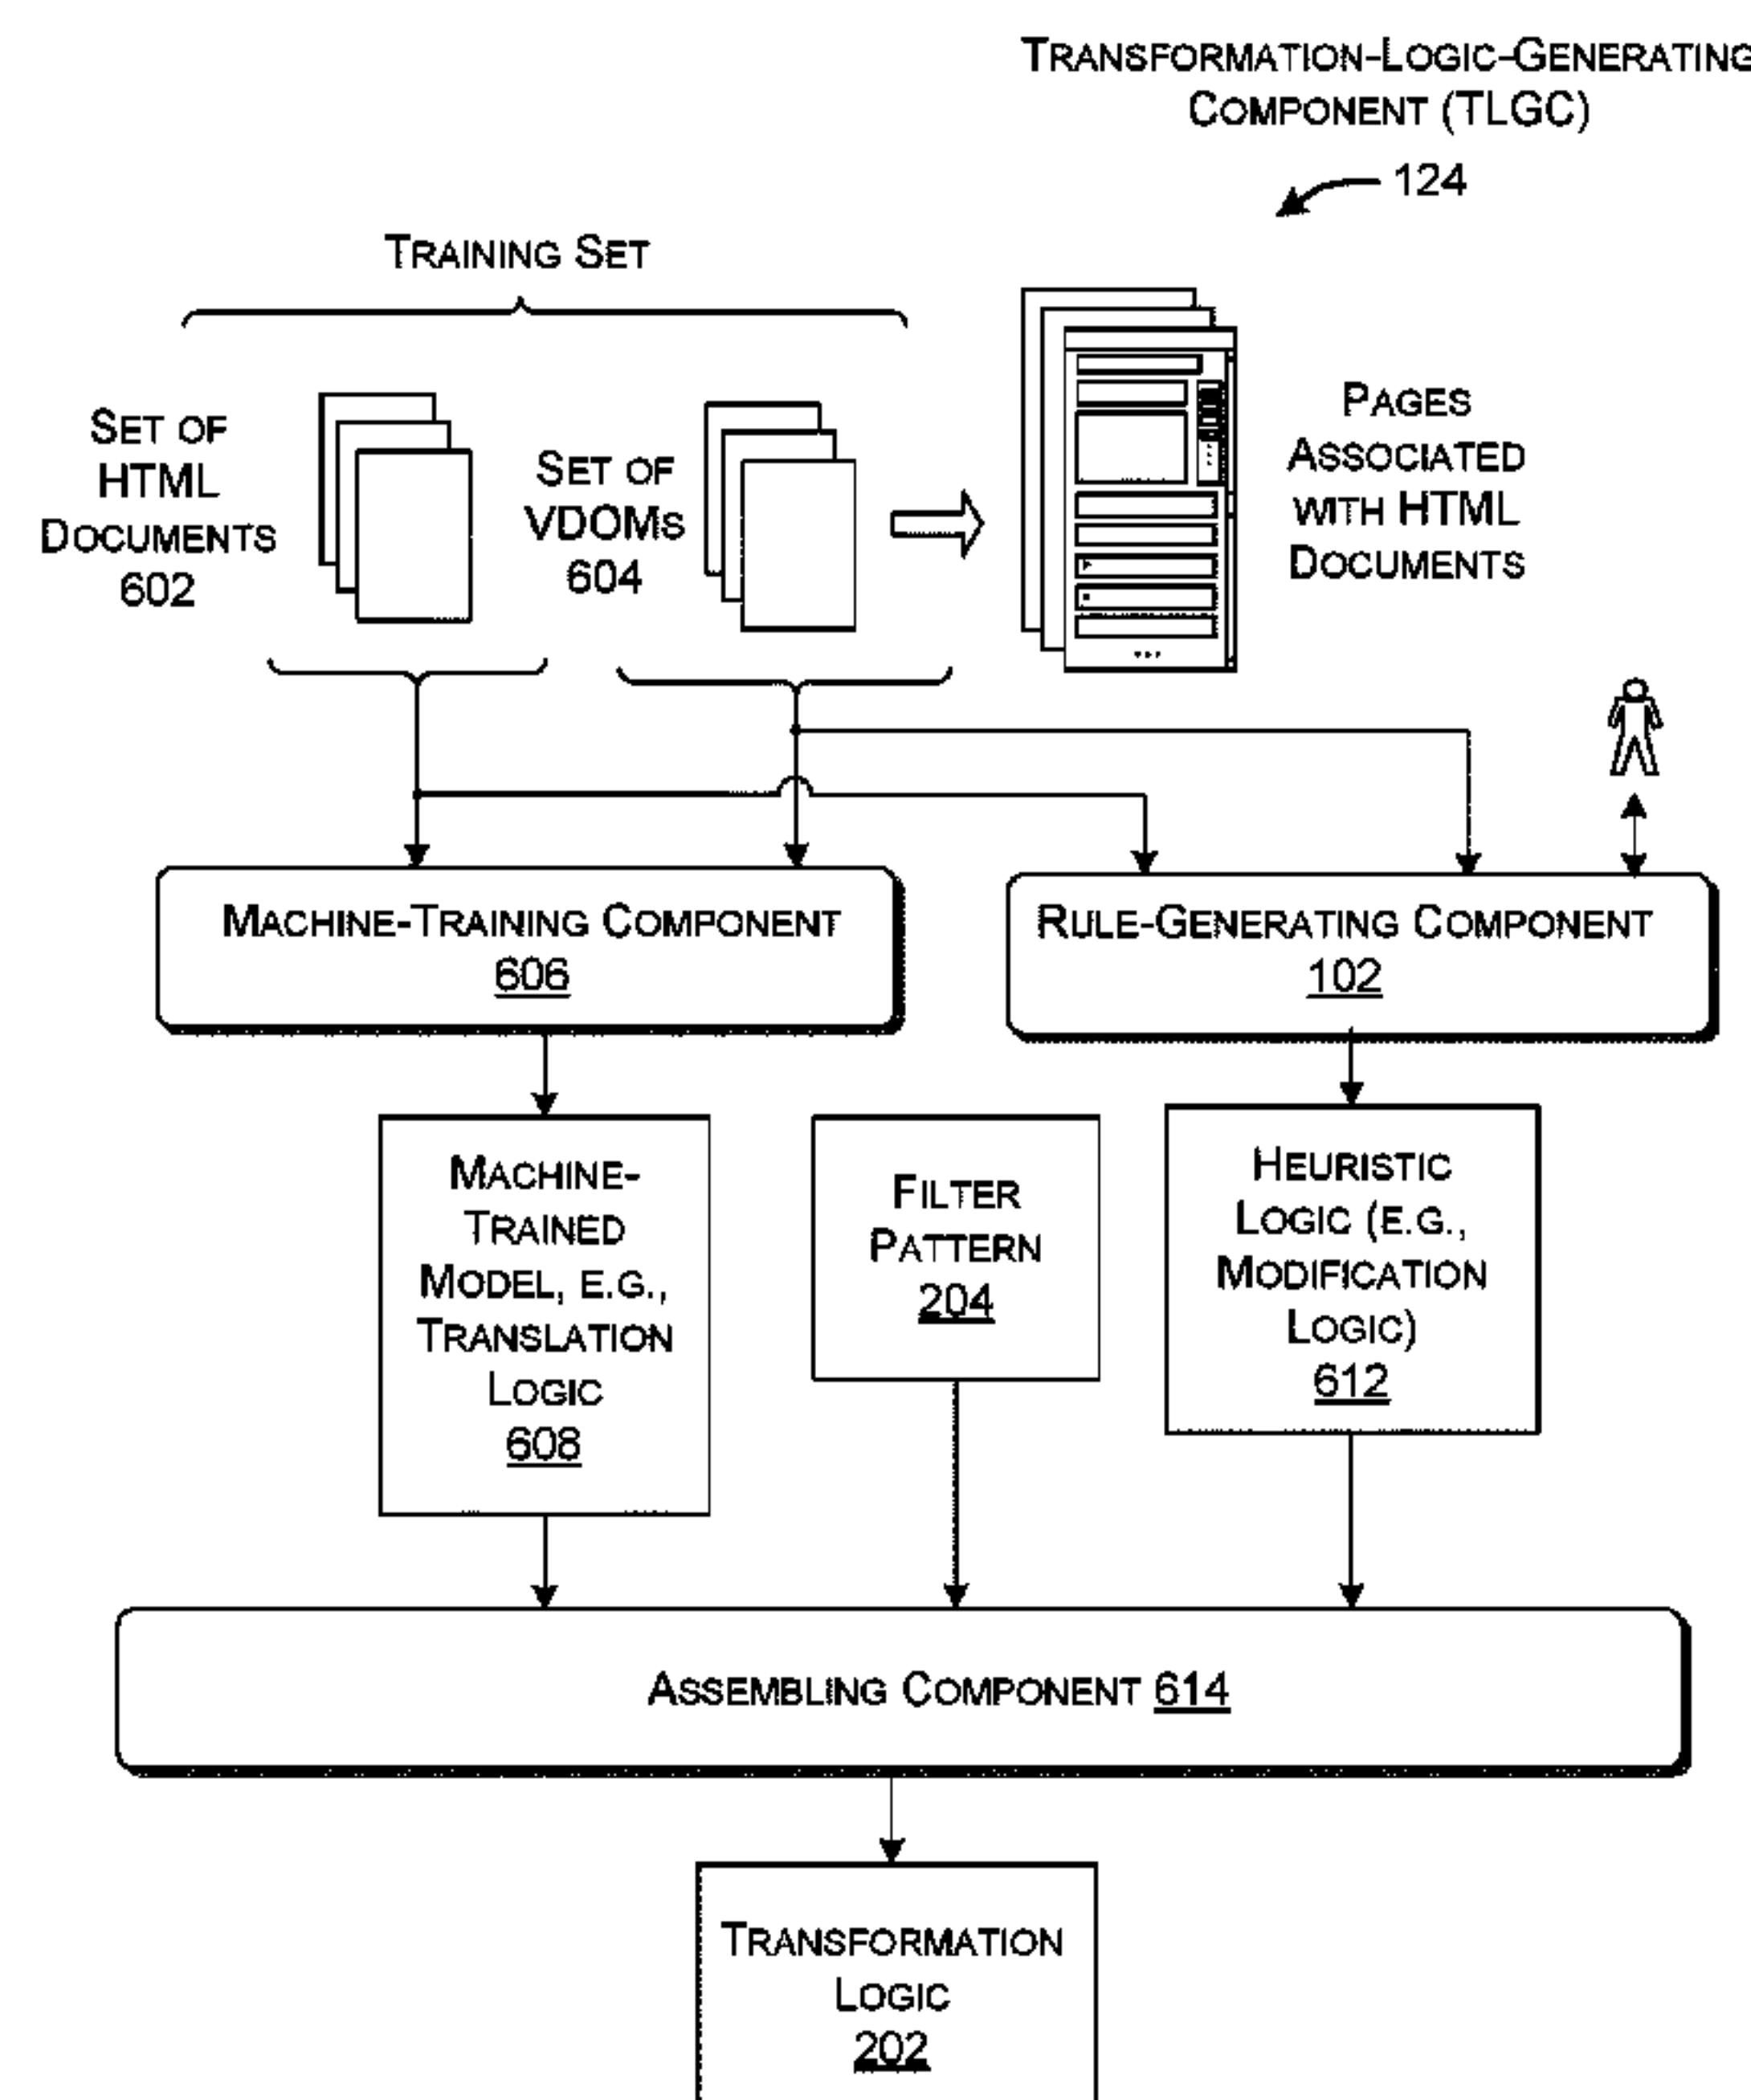 TRANSFORMATION-LOGIC-GENERATING
COMPONENT (TLGC)
124
TRAINING SET
SET OF
HTML
DOCUMENTS
602
SET OF
VDOMS
604
PAGES
ASSOCIATED
WITH HTML
DOCUMENTS
MACHINE-TRAINING COMPONENT
606
RULE-GENERATING COMPONENT
102
MACHINE-
TRAINED
MODEL, E.G.,
TRANSLATION
LOGIC
608
FILTER
PATTERN
204
HEURISTIC
LOGIC (E.G.,
MODIFICATION
LOGIC)
612
ASSEMBLING COMPONENT 614
TRANSFORMATION
LOGIC
202